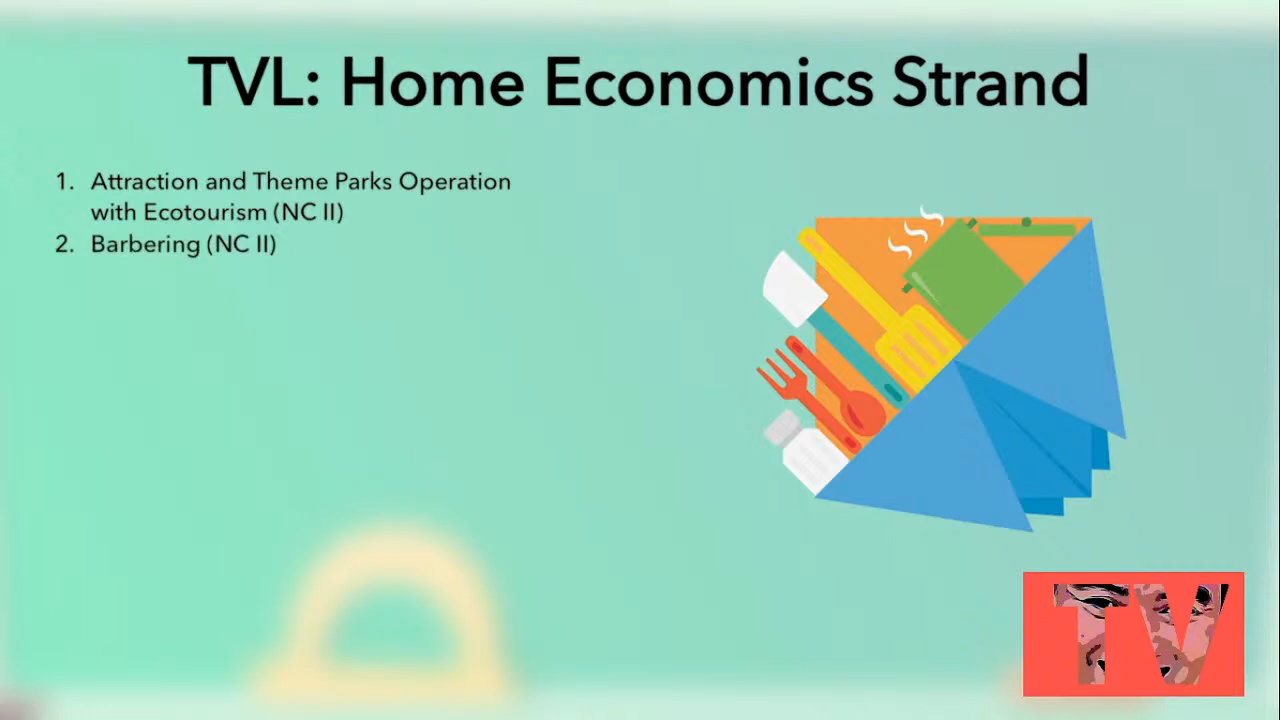 TVL: Home Economics Strand
1. Attraction and Theme Parks Operation
with Ecotourism (NC II)
2. Barbering (NC II)
TV